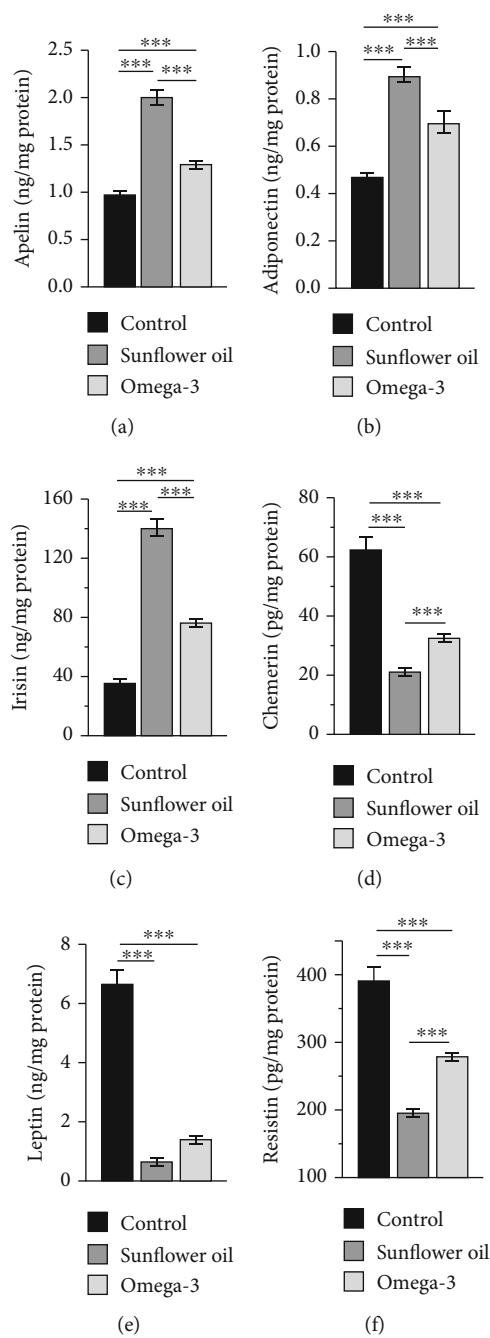 ***
***
***
Apelin (ng/mg protein)
2.5
2.0
1.5
1.0
0.5
0.0
Control
Sunflower oil
Omega-3
(a)
***
***
***
Adiponectin (ng/mg protein)
1.0
0.8
0.6
0.4
0.2
0.0
Control
Sunflower oil
Omega-3
(b)
***
***
***
Irisin (ng/mg protein)
160
120
80
40
0
Control
Sunflower oil
Omega-3
(c)
***
***
***
Chemerin (pg/mg protein)
80
60
40
20
0
Control
Sunflower oil
Omega-3
(d)
***
***
Leptin (ng/mg protein)
8
6
4
2
0
Control
Sunflower oil
Omega-3
(e)
***
***
***
Resistin (pg/mg protein)
400
300
200
100
Control
Sunflower oil
Omega-3
(f)